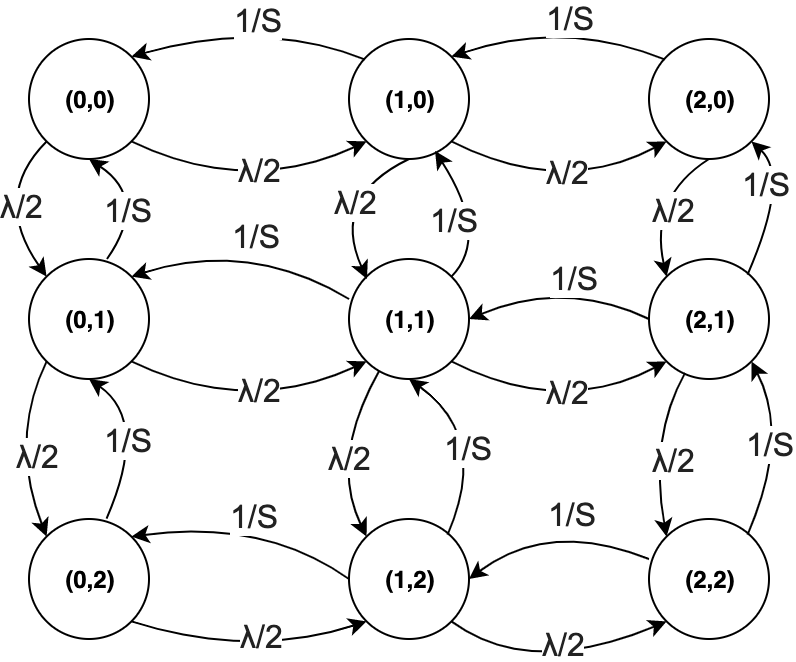 1/S
1/S
(0,0)
(1,0)
(2,0)
λ/2
λ/2
λ/2
1/S
λ/2
1/S
λ/2
1/S
1/S
1/S
(0,1)
(1,1)
(2,1)
λ/2
λ/2
λ/2
1/S
λ/2
1/S
λ/2
1/S
1/S
1/S
(0,2)
(1,2)
(2,2)
λ/2
λ/2